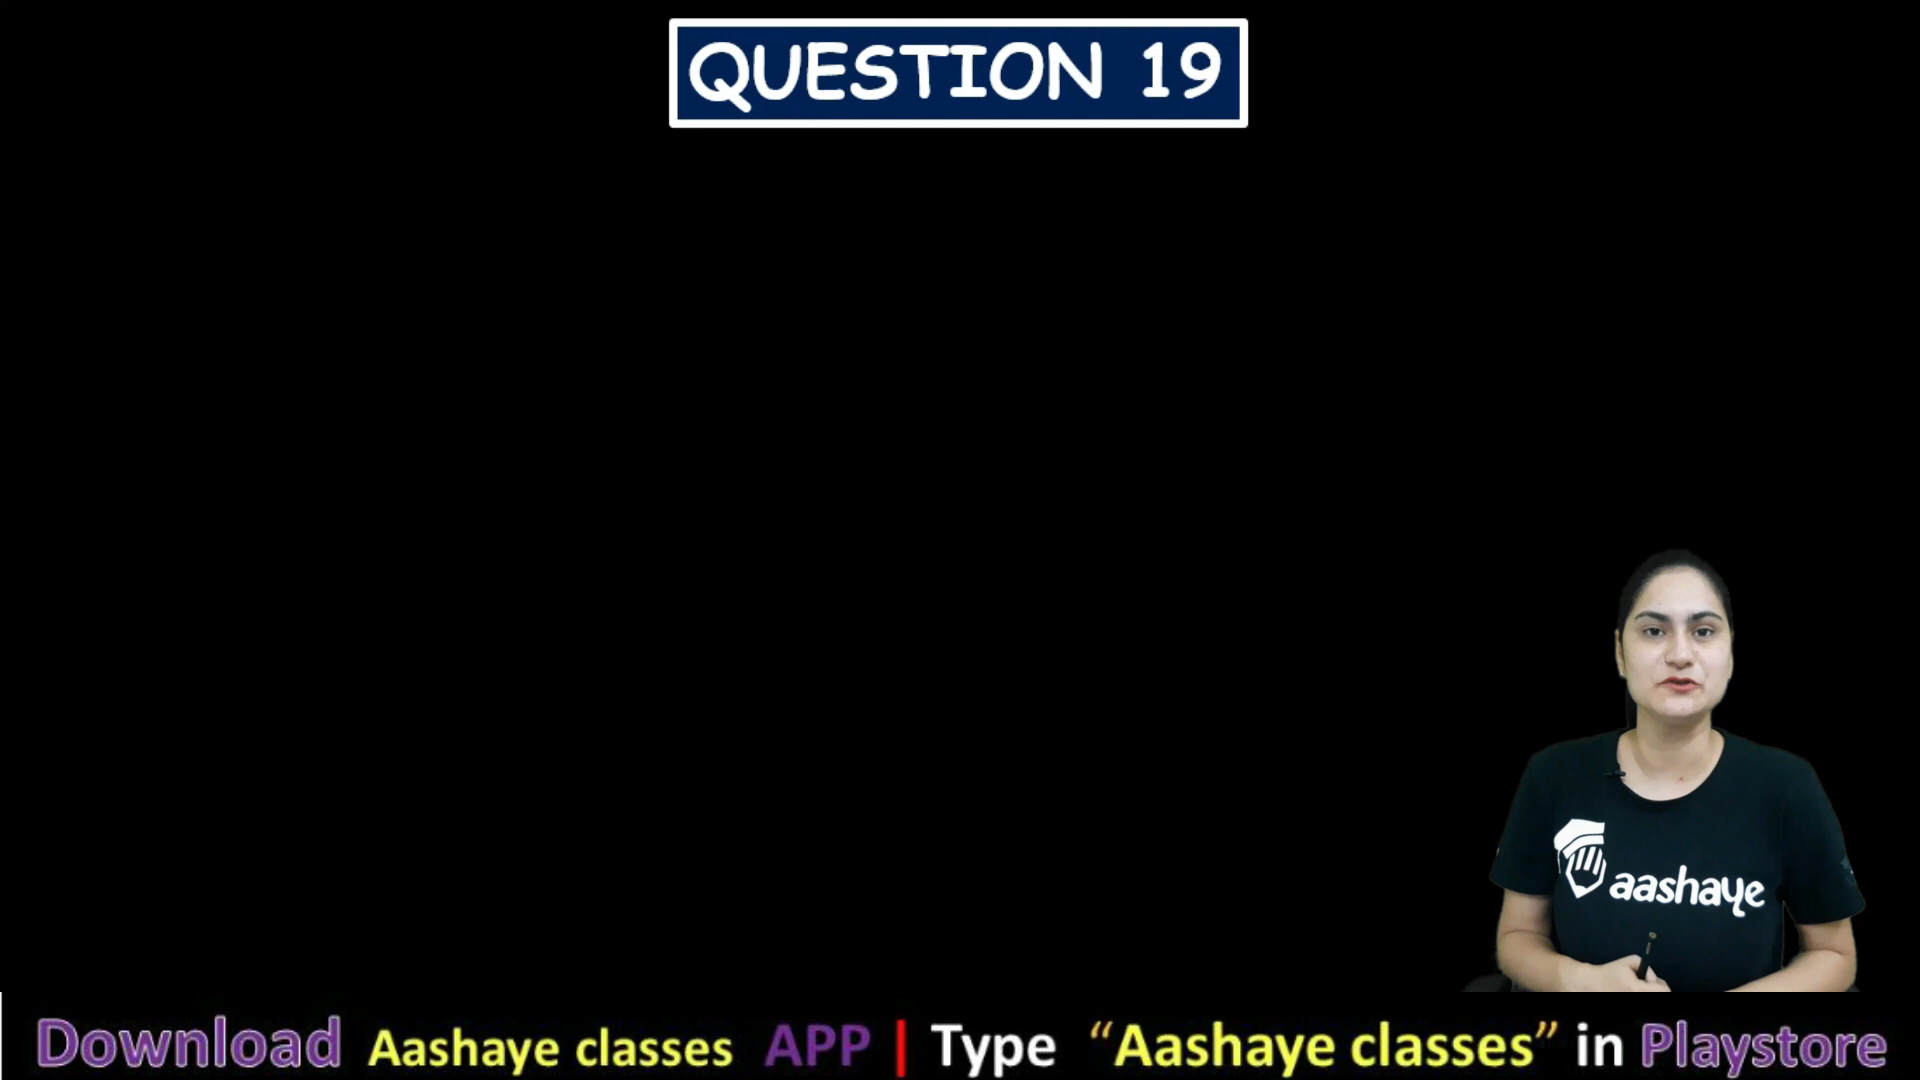 QUESTION 19
aashaye
Download Aashaye classes APP | Type “Aashaye classes” in Playstore